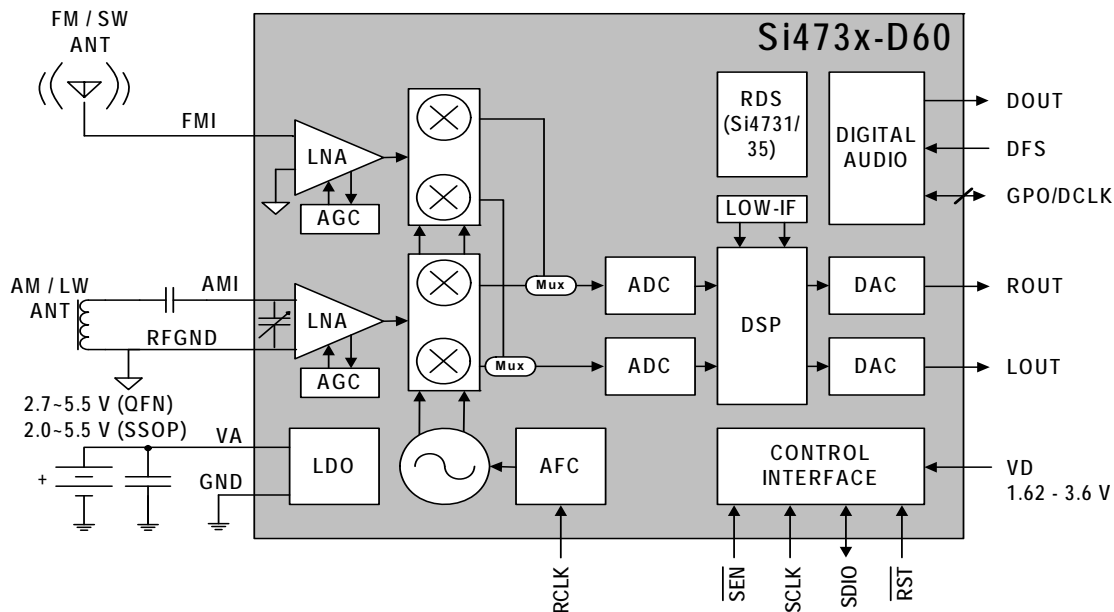 FM / SW
ANT
Si473x-D60
RDS
(Si4731/
35)
DIGITAL
AUDIO
DOUT
DFS
GPO/DCLK
FMI
LNA
AGC
LOW-IF
AM / LW
ANT
AMI
RFGND
LNA
AGC
Mux
Mux
ADC
ADC
DSP
DAC
DAC
ROUT
LOUT
2.7~5.5 V (QFN)
2.0~5.5 V (SSOP)
VA
+
GND
LDO
AFC
CONTROL
INTERFACE
VD
1.62 - 3.6 V
RCLK
SEN
SCLK
SDIO
RST